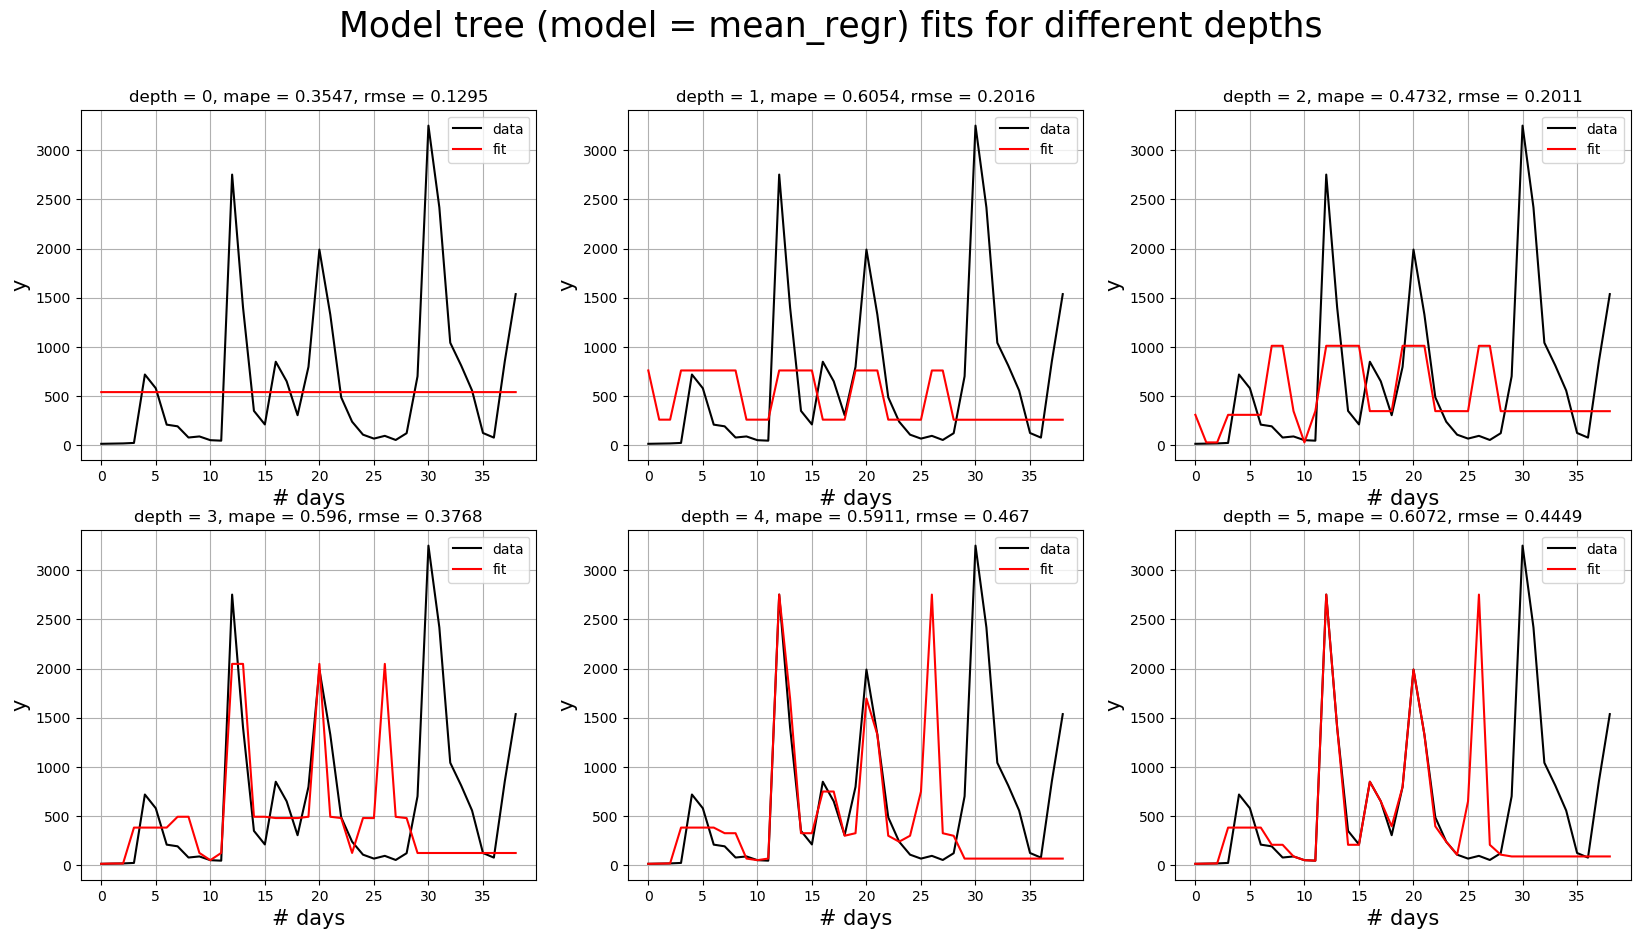 Model tree (model = mean_regr) fits for different depths
depth = 0, mape = 0.3547, rmse = 0.1295
data
fit
3000
2500
2000
1500
1000
500
0
y
0 5 10 15 20 25 30 35
# days
depth = 1, mape = 0.6054, rmse = 0.2016
data
fit
3000
2500
2000
1500
1000
500
0
y
0 5 10 15 20 25 30 35
# days
depth = 2, mape = 0.4732, rmse = 0.2011
data
fit
3000
2500
2000
1500
1000
500
0
y
0 5 10 15 20 25 30 35
# days
depth = 3, mape = 0.596, rmse = 0.3768
data
fit
3000
2500
2000
1500
1000
500
0
y
0 5 10 15 20 25 30 35
# days
depth = 4, mape = 0.5911, rmse = 0.467
data
fit
3000
2500
2000
1500
1000
500
0
y
0 5 10 15 20 25 30 35
# days
depth = 5, mape = 0.6072, rmse = 0.4449
data
fit
3000
2500
2000
1500
1000
500
0
y
0 5 10 15 20 25 30 35
# days